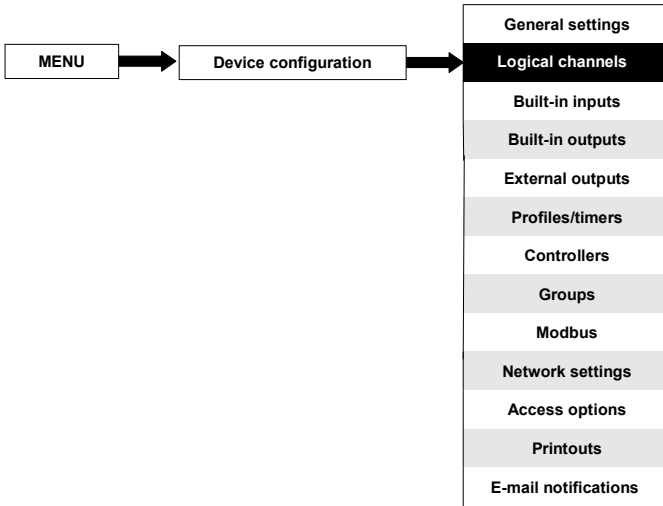 General settings
MENU
Device configuration
Logical channels
Built-in inputs
Built-in outputs
External outputs
Profiles/timers
Controllers
Groups
Modbus
Network settings
Access options
Printouts
E-mail notifications